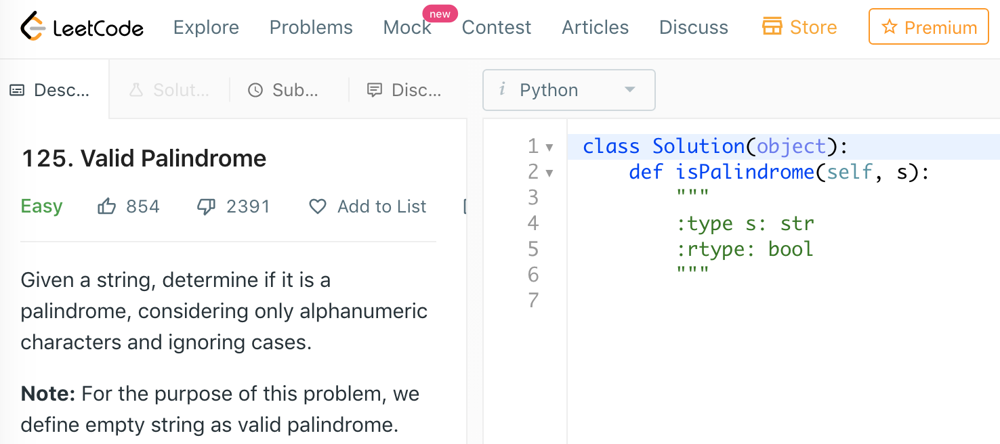 LeetCode Explore Problems Mock new Contest Articles Discuss Store Premium
Desc... Solut... Sub... Disc... i Python
125. Valid Palindrome
Easy 854 2391 Add to List
Given a string, determine if it is a
palindrome, considering only alphanumeric
characters and ignoring cases.
Note: For the purpose of this problem, we
define empty string as valid palindrome.
1 class Solution(object):
2 def isPalindrome(self, s):
3 """
4 :type s: str
5 :rtype: bool
6 """
7